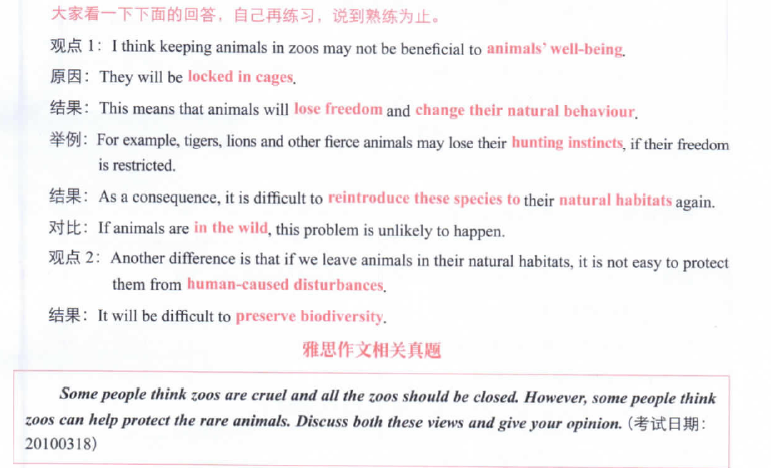 大家看一下下面的回答，自己再练习，说到熟练为止。
观点 1：I think keeping animals in zoos may not be beneficial to animals' well-being.
原因：They will be locked in cages.
结果：This means that animals will lose freedom and change their natural behaviour.
举例：For example, tigers, lions and other fierce animals may lose their hunting instincts, if their freedom
is restricted.
结果：As a consequence, it is difficult to reintroduce these species to their natural habitats again.
对比：If animals are in the wild, this problem is unlikely to happen.
观点 2：Another difference is that if we leave animals in their natural habitats, it is not easy to protect
them from human-caused disturbances.
结果：It will be difficult to preserve biodiversity.
雅思作文相关真题
Some people think zoos are cruel and all the zoos should be closed. However, some people think
zoos can help protect the rare animals. Discuss both these views and give your opinion. (考试日期：
20100318)